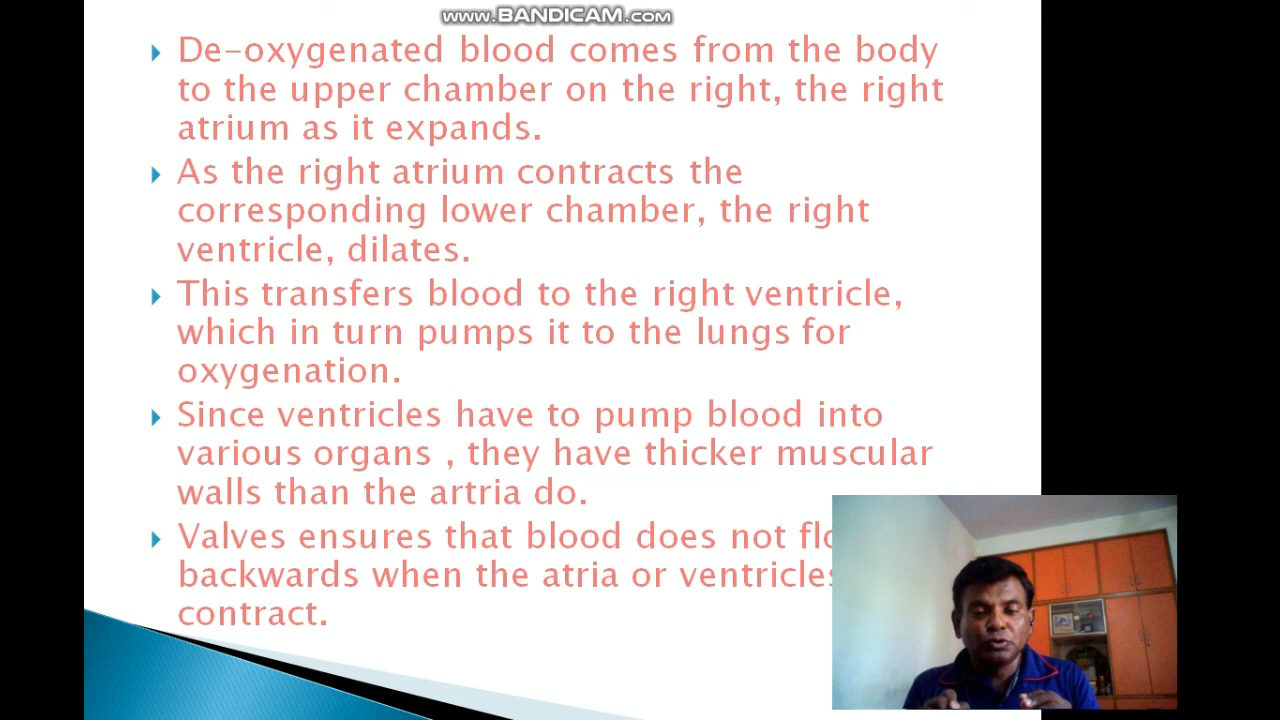 www.BANDICAM.com
De-oxygenated blood comes from the body
to the upper chamber on the right, the right
atrium as it expands.
As the right atrium contracts the
corresponding lower chamber, the right
ventricle, dilates.
This transfers blood to the right ventricle,
which in turn pumps it to the lungs for
oxygenation.
Since ventricles have to pump blood into
various organs , they have thicker muscular
walls than the artria do.
Valves ensures that blood does not
backwards when the atria or ventricles
contract.